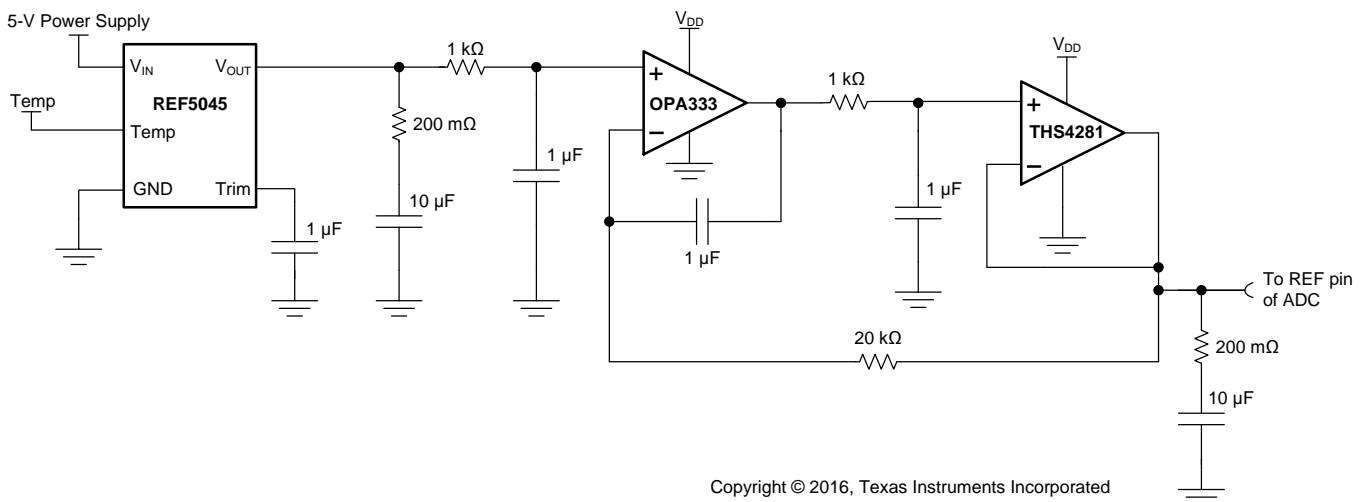 5-V Power Supply
V_IN
V_OUT
REF5045
Temp
Temp
GND
Trim
1 µF
200 mΩ
10 µF
1 kΩ
1 µF
V_DD
+
OPA333
−
1 µF
1 kΩ
1 µF
V_DD
+
THS4281
−
20 kΩ
To REF pin
of ADC
200 mΩ
10 µF
Copyright © 2016, Texas Instruments Incorporated